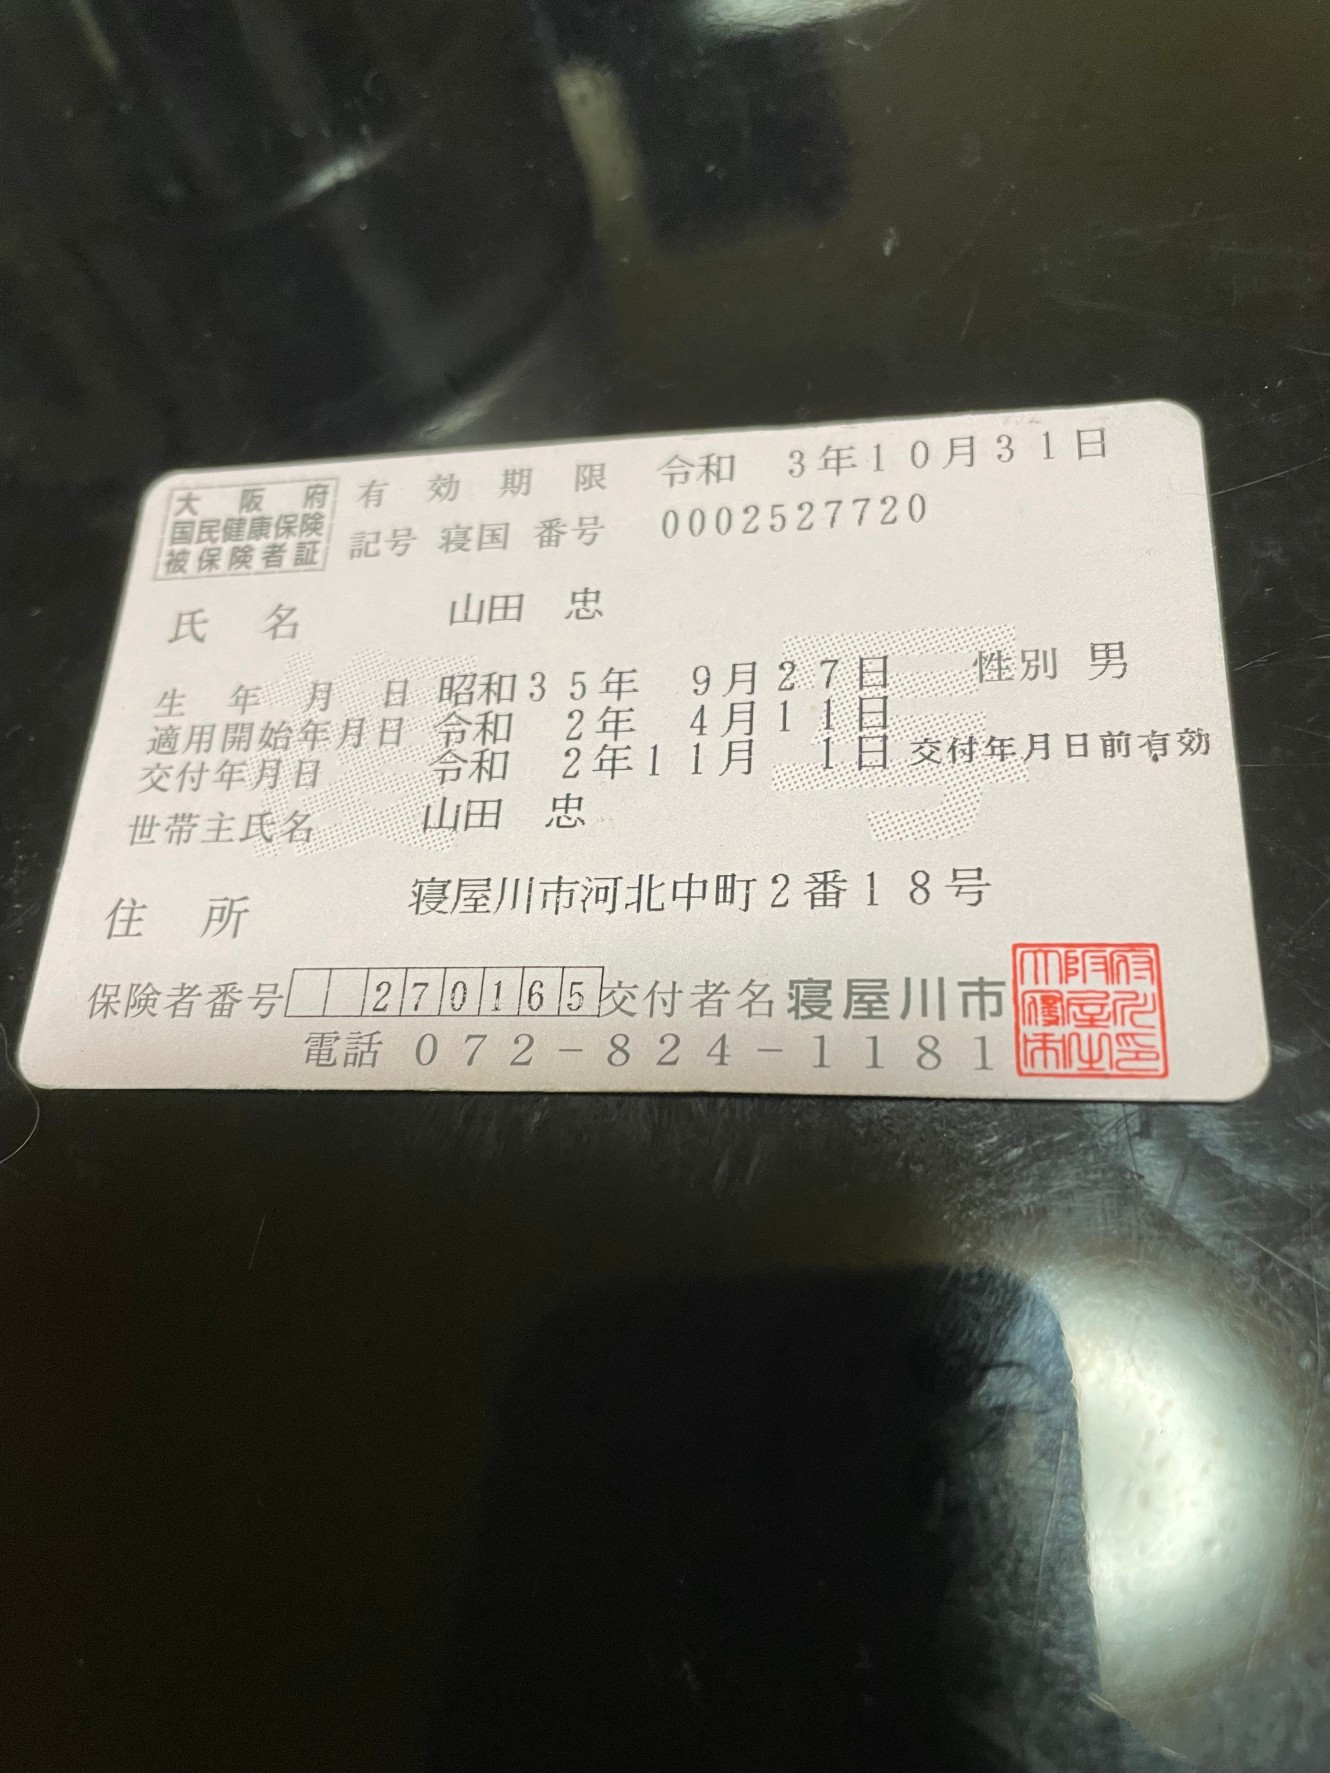 大阪府
国民健康保険
被保険者証
有効期限 令和 3年10月31日
記号 寝国 番号 0002527720
氏名 山田 忠
生年月日 昭和35年 9月27日 性別 男
適用開始年月日 令和 2年 4月11日
交付年月日 令和 2年11月 1日 交付年月日前有効
世帯主氏名 山田 忠
住所 寝屋川市河北中町2番18号
保険者番号 270165 交付者名 寝屋川市
電話 072-824-1181